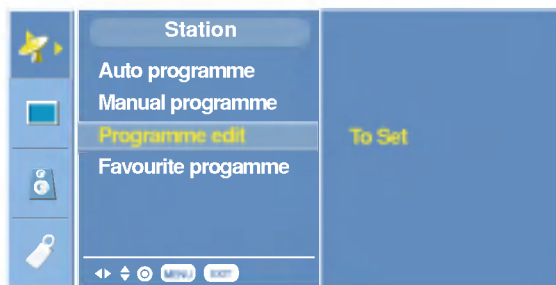 Station
Auto programme
Manual programme
Programme edit
To Set
Favourite progamme
MENU EXIT